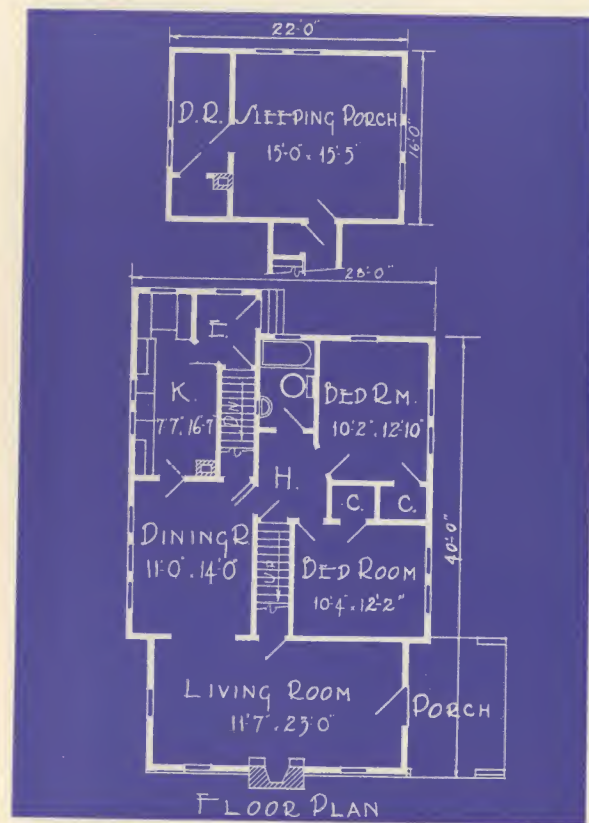 22'-0"
D.R. SLEEPING PORCH
15'-0" x 15'-5"
16'-0"
28'-0"
E.
K.
7'-7" . 16'-7"
DN.
BED RM.
10'-2" . 12'-10"
H.
C. C.
DINING R
11'-0" . 14'-0"
UP
BED ROOM
10'-4" x 12'-2"
40'-0"
LIVING ROOM
11'-7" . 23'-0"
PORCH
FLOOR PLAN